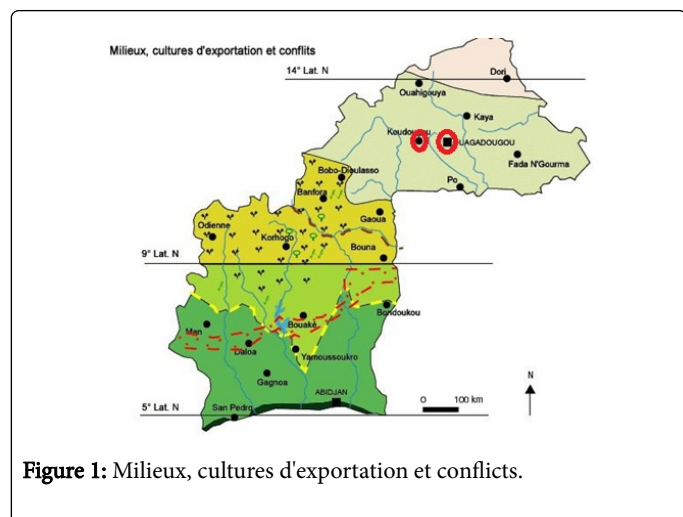 Milieux, cultures d'exportation et conflits
14° Lat. N
Dori
Ouahigouya
Kaya
Koudougou
OUAGADOUGOU
Fada N'Gourma
Bobo-Dioulasso
Po
Banfora
Gaoua
Odienne
Korhogo
Bouna
9° Lat. N
Bondoukou
Man
Bouaké
Daloa
Yamoussoukro
Gagnoa
ABIDJAN
0 100 km
N
5° Lat. N
San Pedro
Figure 1: Milieux, cultures d'exportation et conflicts.